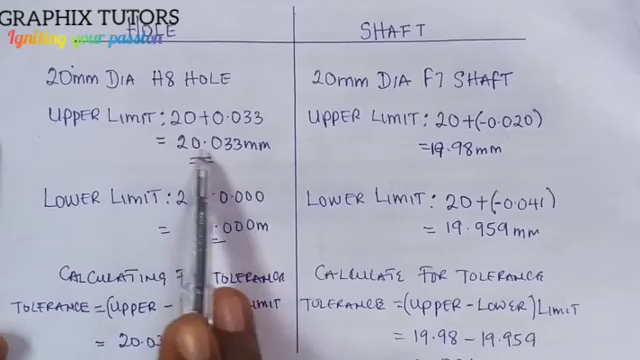 GRAPHIX TUTORS
Igniting your passion
HOLE
20mm DIA H8 HOLE
UPPER LIMIT: 20+0.033
= 20.033mm
LOWER LIMIT: 2 0.000
= .000m
CALCULATING TOLERANCE
TOLERANCE = (UPPER - LIMIT
= 20.03
SHAFT
20mm DIA F7 SHAFT
UPPER LIMIT: 20+(-0.020)
=19.98mm
LOWER LIMIT: 20+(-0.041)
= 19.959mm
CALCULATE FOR TOLERANCE
TOLERANCE = (UPPER - LOWER) LIMIT
= 19.98 - 19.959